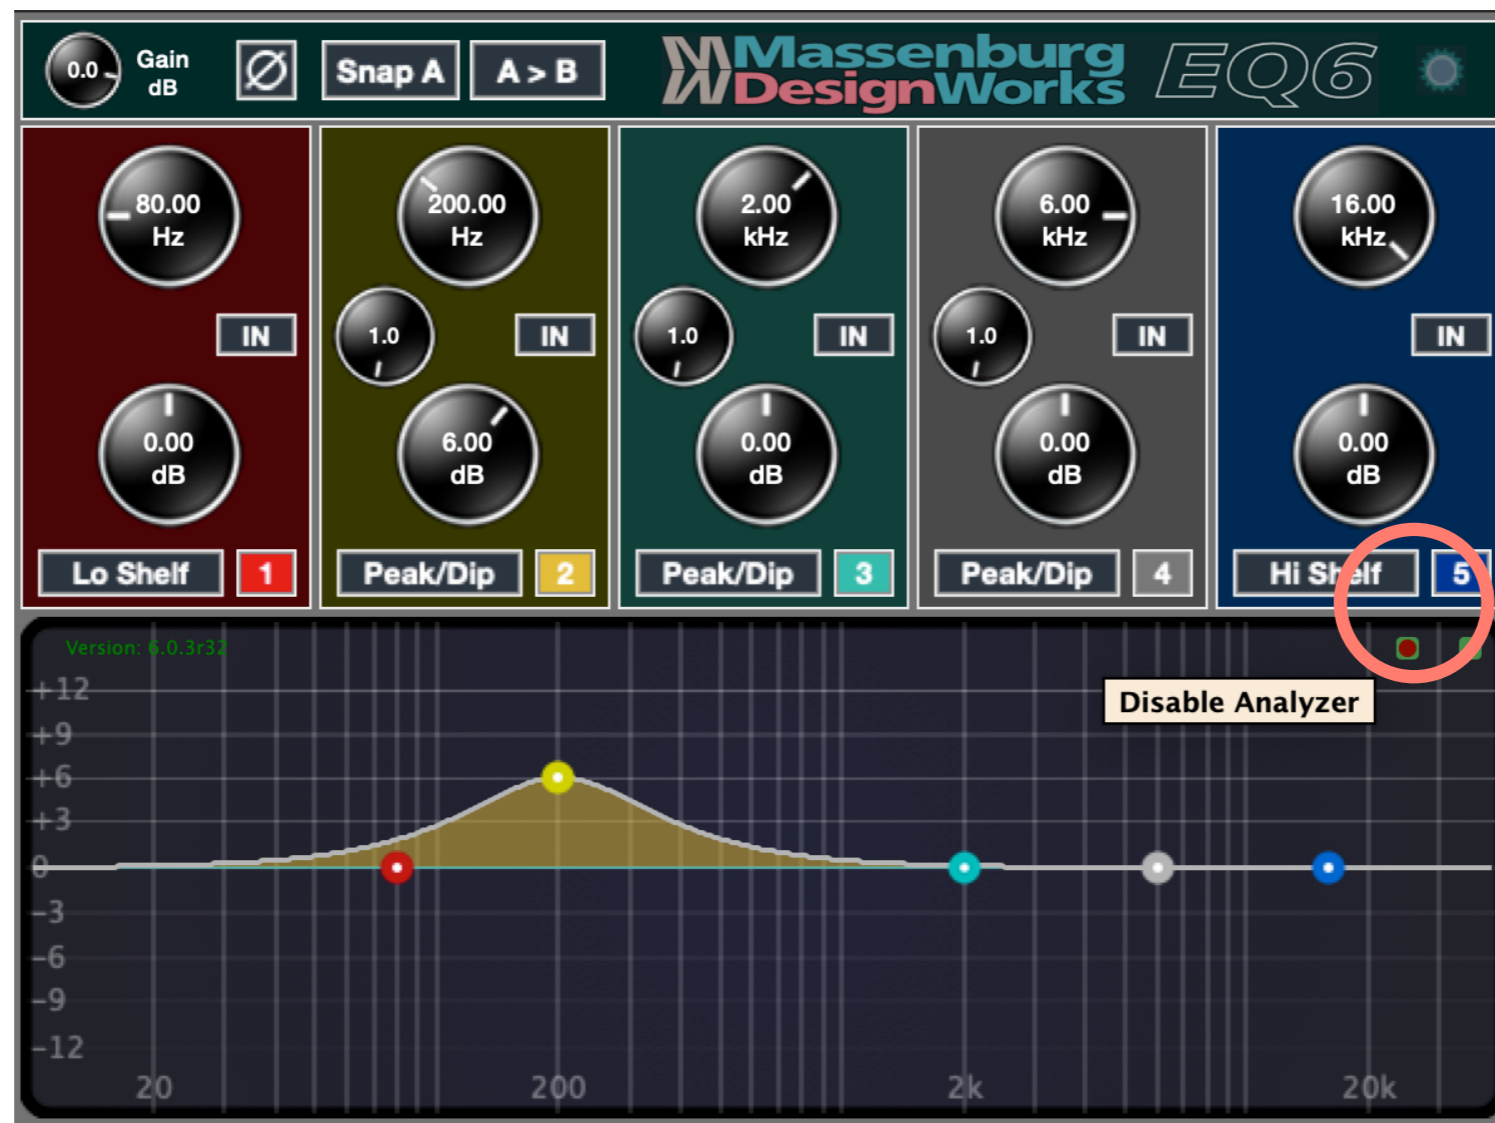 0.0
Gain
dB
Ø
Snap A
A > B
Massenburg
DesignWorks
EQ6
80.00
Hz
200.00
Hz
2.00
kHz
6.00
kHz
16.00
kHz
IN
1.0
IN
1.0
IN
1.0
IN
IN
0.00
dB
6.00
dB
0.00
dB
0.00
dB
0.00
dB
Lo Shelf
1
Peak/Dip
2
Peak/Dip
3
Peak/Dip
4
Hi Shelf
5
Version: 6.0.3r32
Disable Analyzer
+12
+9
+6
+3
0
-3
-6
-9
-12
20
200
2k
20k